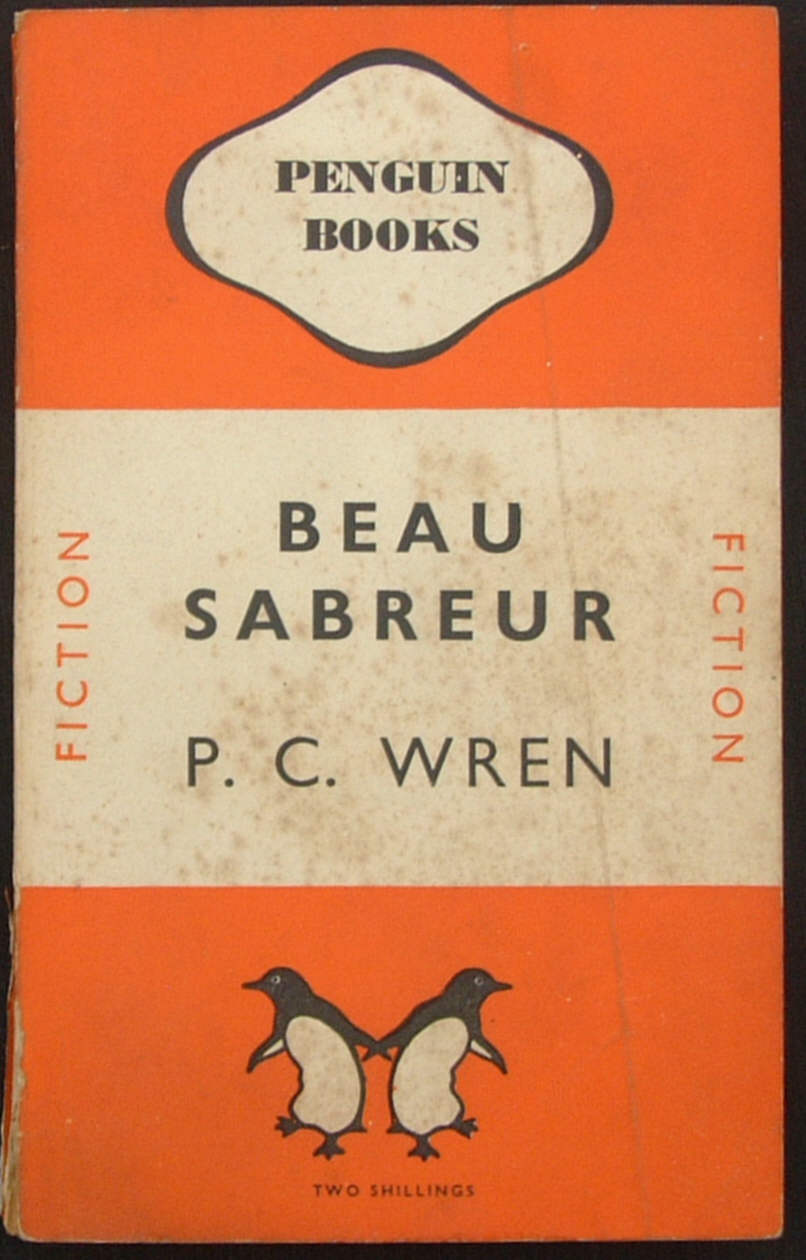 PENGUIN
BOOKS
BEAU
SABREUR
P. C. WREN
FICTION
FICTION
TWO SHILLINGS